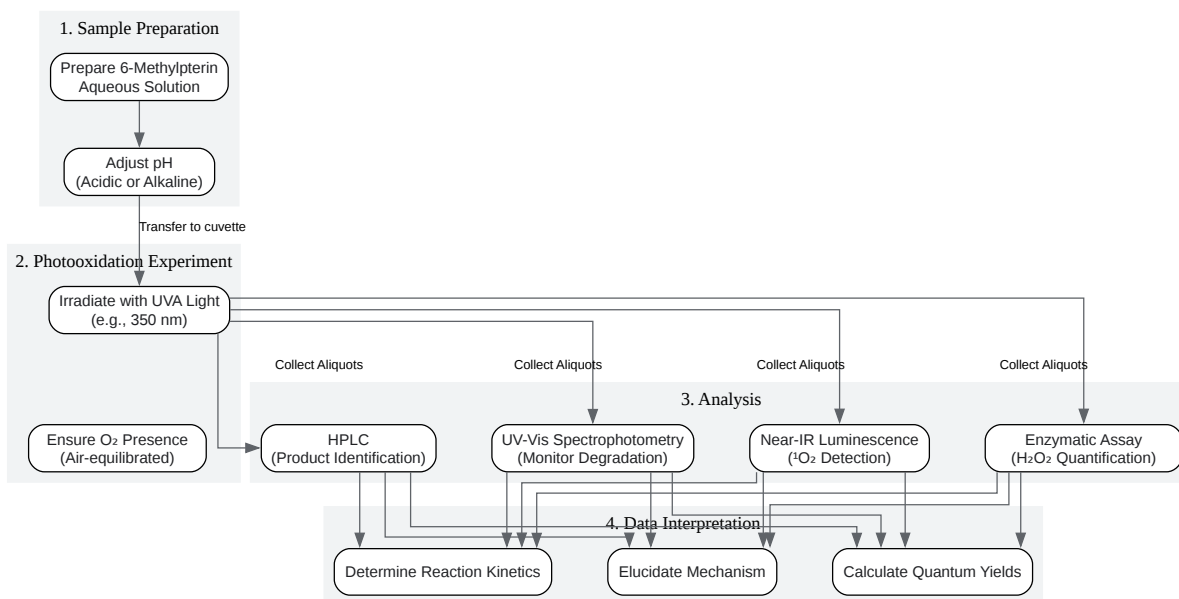 1. Sample Preparation
Prepare 6-Methylpterin
Aqueous Solution
Adjust pH
(Acidic or Alkaline)
Transfer to cuvette
2. Photooxidation Experiment
Irradiate with UVA Light
(e.g., 350 nm)
Collect Aliquots
Collect Aliquots
Collect Aliquots
Collect Aliquots
3. Analysis
Ensure O₂ Presence
(Air-equilibrated)
HPLC
(Product Identification)
UV-Vis Spectrophotometry
(Monitor Degradation)
Near-IR Luminescence
(¹O₂ Detection)
Enzymatic Assay
(H₂O₂ Quantification)
4. Data Interpretation
Determine Reaction Kinetics
Elucidate Mechanism
Calculate Quantum Yields